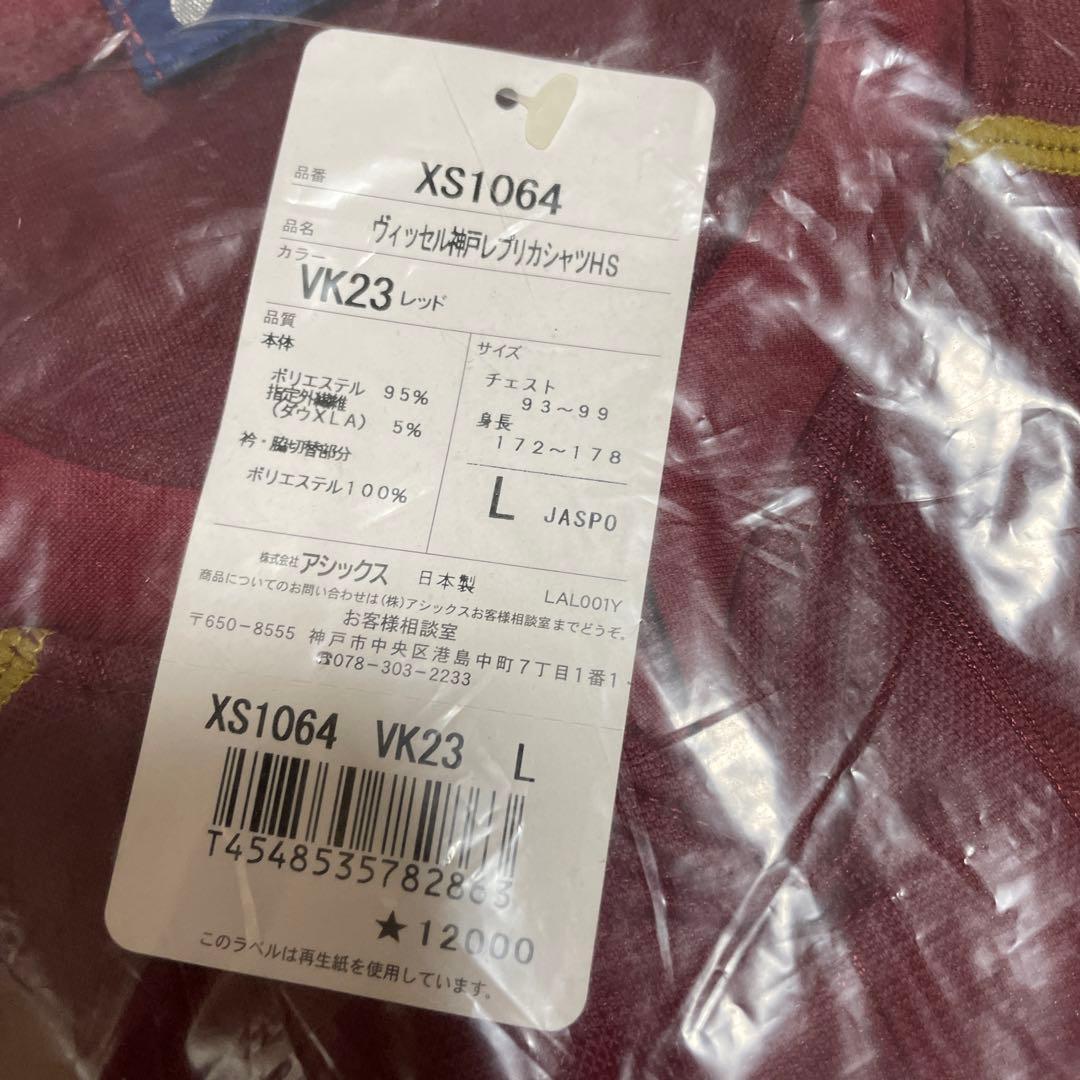 品番 XS1064
品名 ヴィッセル神戸レプリカシャツHS
カラー
VK23 レッド
品質
本体
ポリエステル 95%
指定外繊維
(ダウXLA) 5%
衿・脇切替部分
ポリエステル100%
サイズ
チェスト
93〜99
身長
172〜178
L JASPO
株式会社 アシックス 日本製 LAL001Y
商品についてのお問い合わせは(株)アシックスお客様相談室までどうぞ。
お客様相談室
〒650-8555 神戸市中央区港島中町7丁目1番1
☎078-303-2233
XS1064 VK23 L
T4548535782863
★12000
このラベルは再生紙を使用しています。